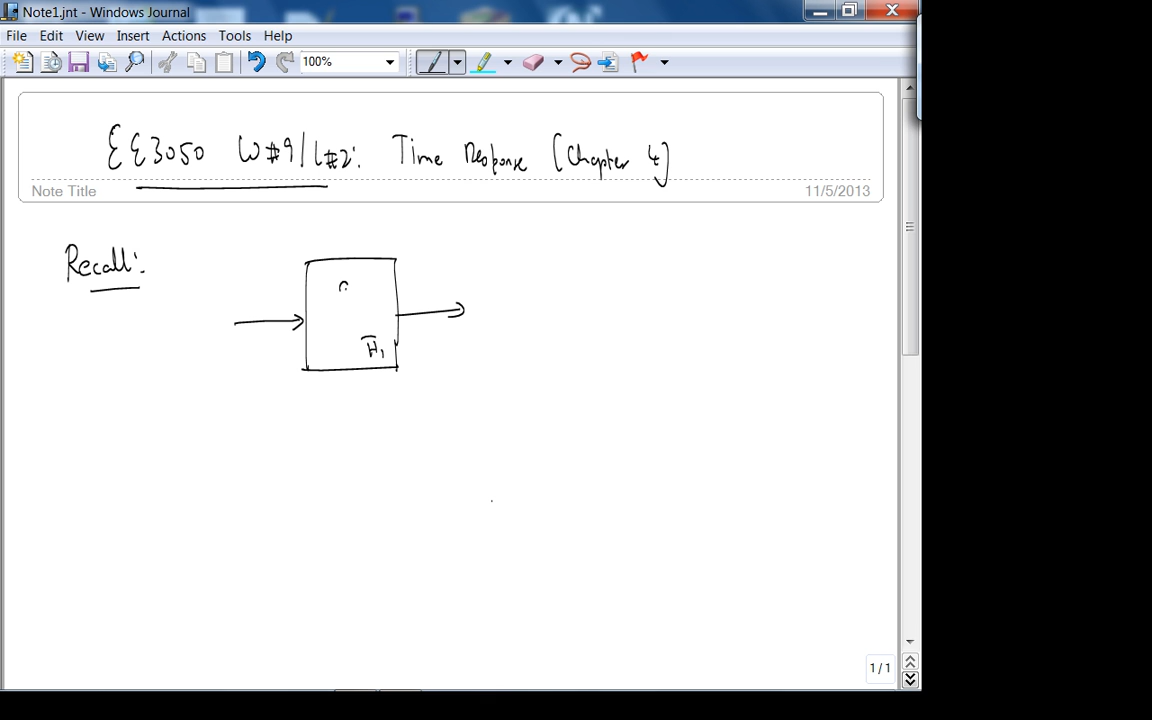 Note1.jnt - Windows Journal
File Edit View Insert Actions Tools Help
100%
EE3050 W#9/L#2: Time Response (Chapter 4)
Note Title
11/5/2013
Recall:
1 / 1